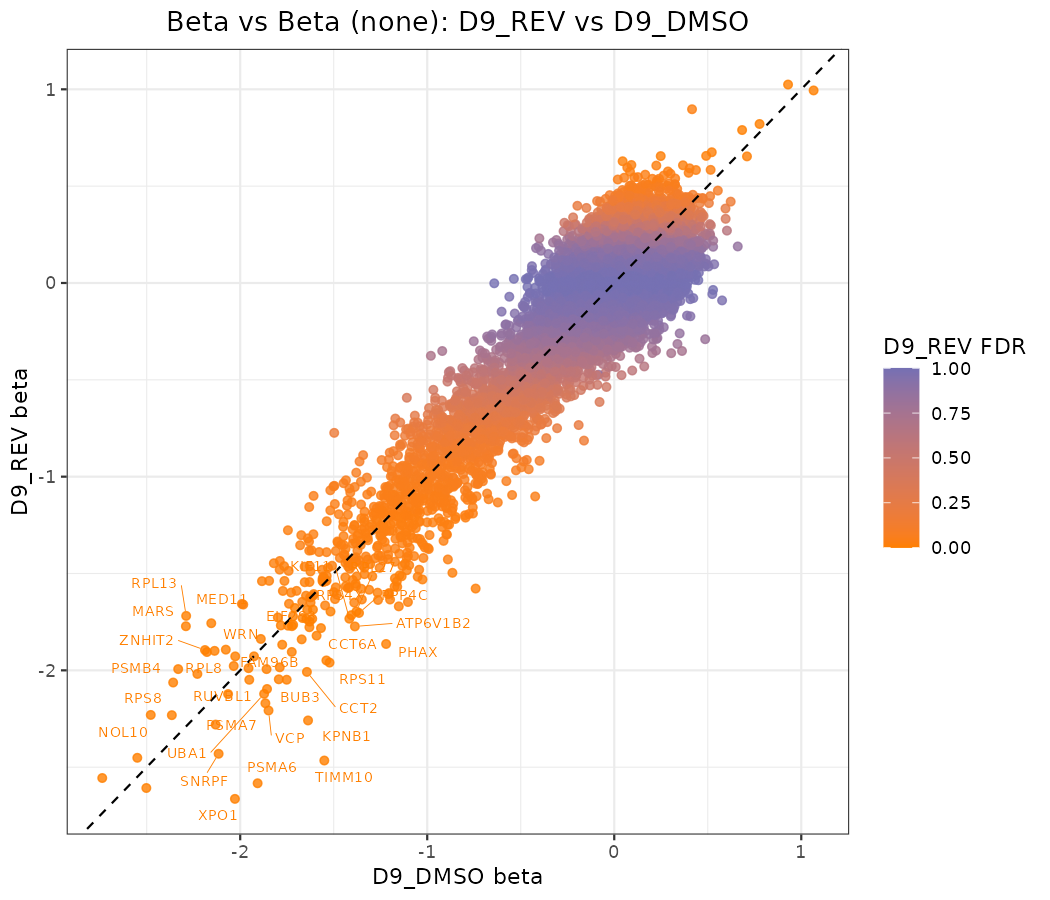 Beta vs Beta (none): D9_REV vs D9_DMSO
D9_REV beta
1
0
-1
-2
RPL13
MARS
MED11
ZNHIT2
WRN
ATP6V1B2
CCT6A
PHAX
PSMB4
RPL8
FAM96B
RPS11
RPS8
RUVBL1
BUB3
CCT2
NOL10
PSMA7
VCP
KPNB1
UBA1
SNRPF
PSMA6
TIMM10
XPO1
-2
-1
0
1
D9_DMSO beta
D9_REV FDR
1.00
0.75
0.50
0.25
0.00